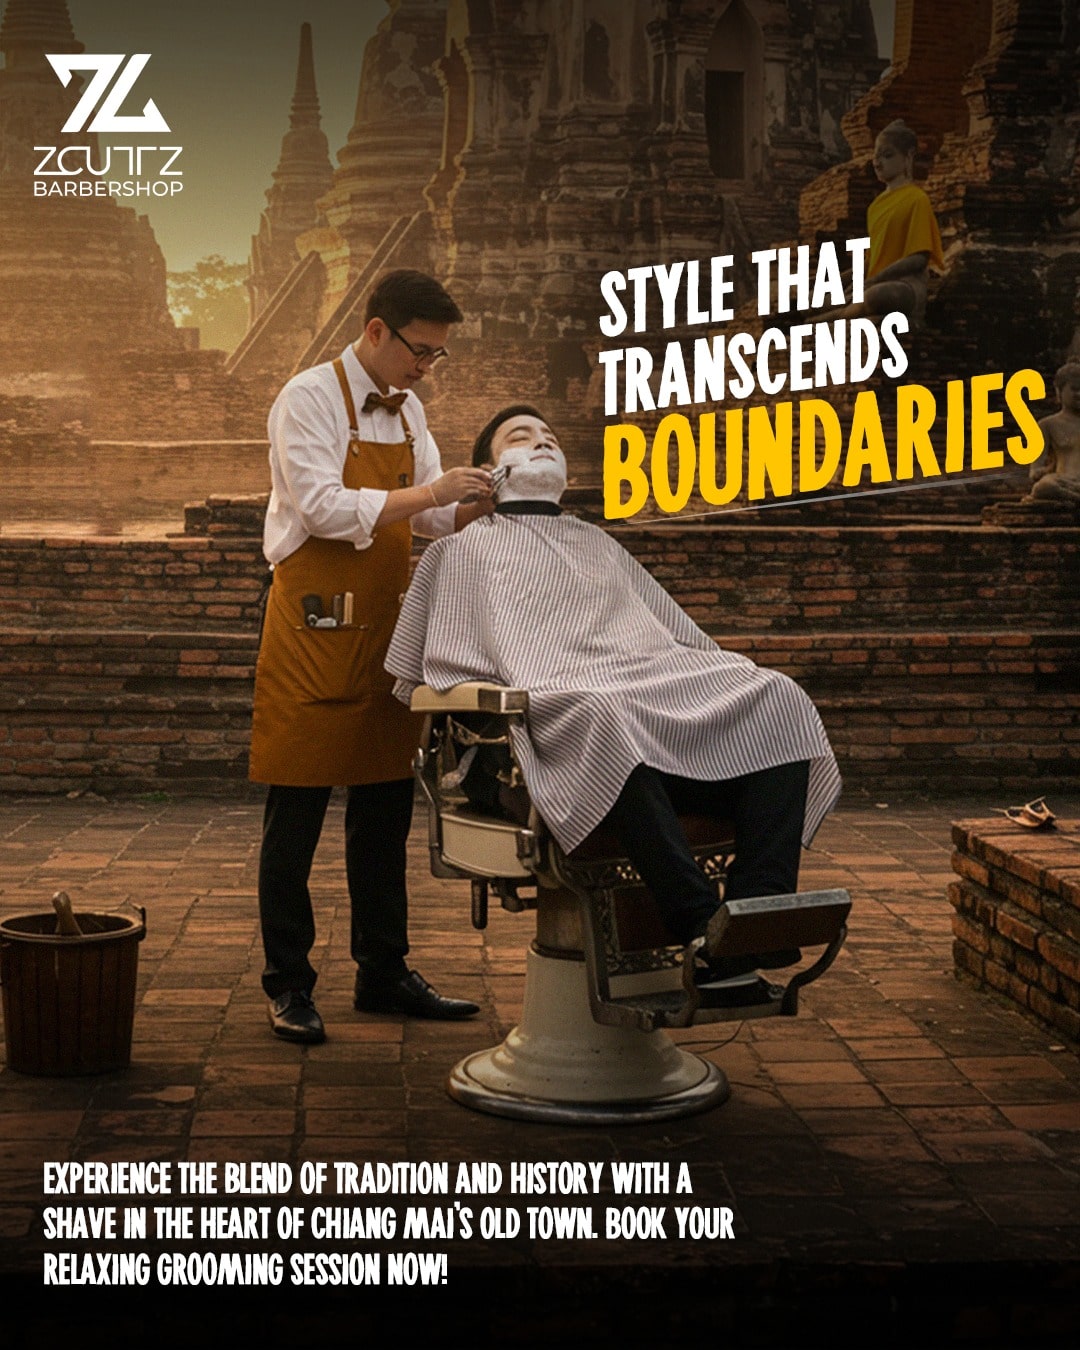 ZCUTTZ
BARBERSHOP
STYLE THAT
TRANSCENDS
BOUNDARIES
EXPERIENCE THE BLEND OF TRADITION AND HISTORY WITH A
SHAVE IN THE HEART OF CHIANG MAI'S OLD TOWN. BOOK YOUR
RELAXING GROOMING SESSION NOW!